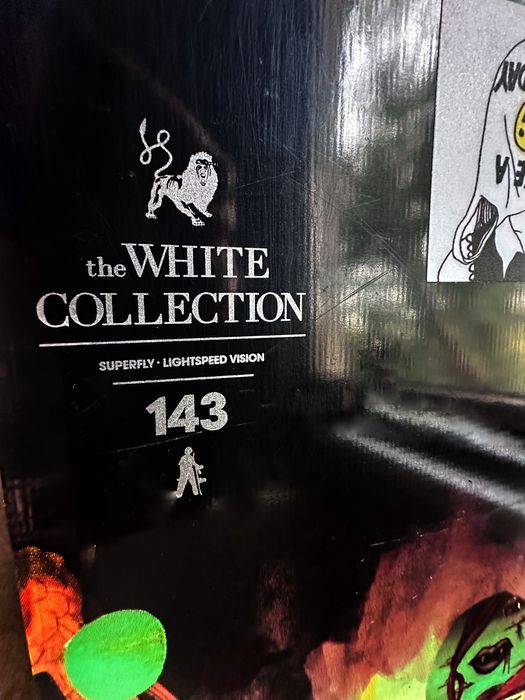 the WHITE
COLLECTION
SUPERFLY · LIGHTSPEED VISION
143